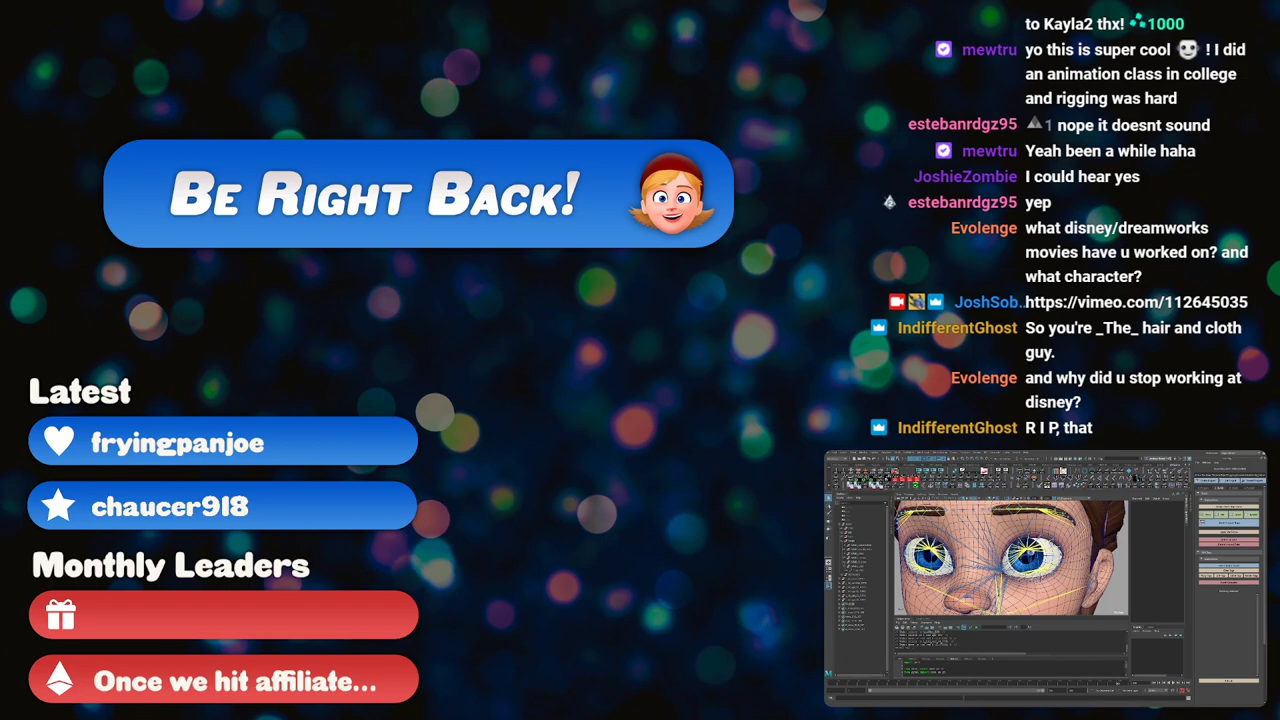 Be Right Back!
Latest
fryingpanjoe
chaucer918
Monthly Leaders
Once we hit affiliate...
to Kayla2 thx! 1000
mewtru yo this is super cool ! I did
an animation class in college
and rigging was hard
estebanrdgz95 1 nope it doesnt sound
mewtru Yeah been a while haha
JoshieZombie I could hear yes
estebanrdgz95 yep
Evolenge what disney/dreamworks
movies have u worked on? and
what character?
JoshSob... https://vimeo.com/112645035
IndifferentGhost So you're _The_ hair and cloth
guy.
Evolenge and why did u stop working at
disney?
IndifferentGhost R I P, that